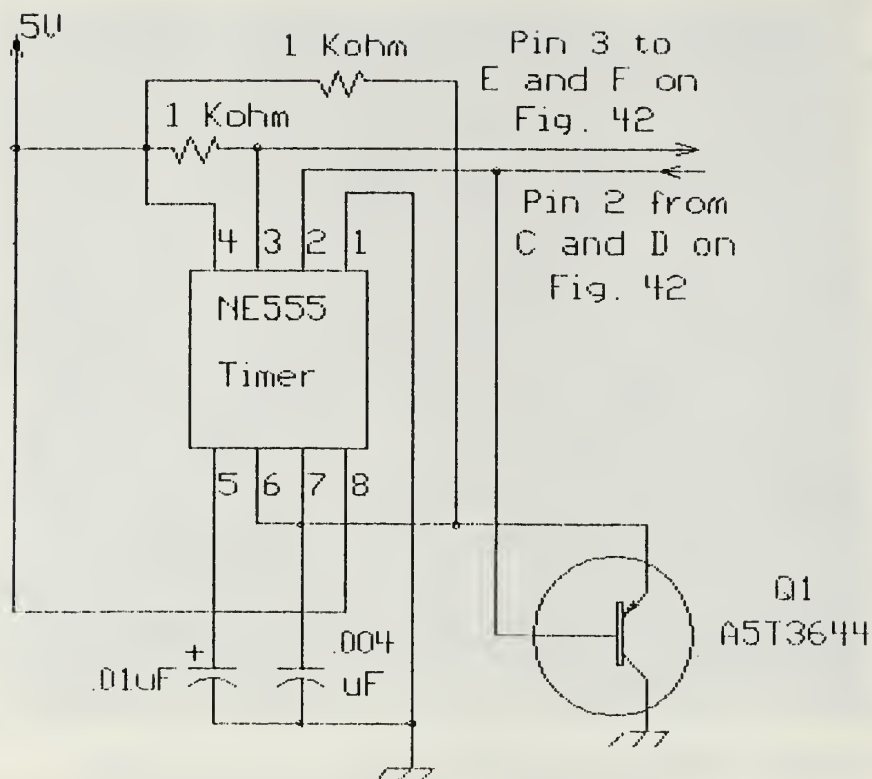 5V
1 Kohm
Pin 3 to
E and F on
Fig. 42
1 Kohm
Pin 2 from
C and D on
Fig. 42
4 3 2 1
NE555
Timer
5 6 7 8
Q1
A5T3644
+
.01uF
.004
uF